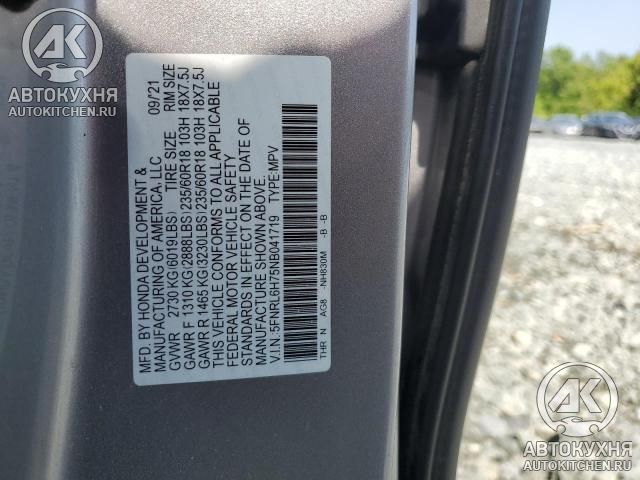 MFD. BY HONDA DEVELOPMENT &
MANUFACTURING OF AMERICA, LLC 09/21
GVWR 2730 KG(6019LBS) TIRE SIZE RIM SIZE
GAWR F 1310 KG(2888LBS)235/60R18 103H 18X7.5J
GAWR R 1465 KG(3230LBS)235/60R18 103H 18X7.5J
THIS VEHICLE CONFORMS TO ALL APPLICABLE
FEDERAL MOTOR VEHICLE SAFETY
STANDARDS IN EFFECT ON THE DATE OF
MANUFACTURE SHOWN ABOVE.
V.I.N.:5FNRL6H75NB041719 TYPE:MPV
THR N AG8 -NH830M -B -B
АК
АВТОКУХНЯ
AUTOKITCHEN.RU
АК
АВТОКУХНЯ
AUTOKITCHEN.RU